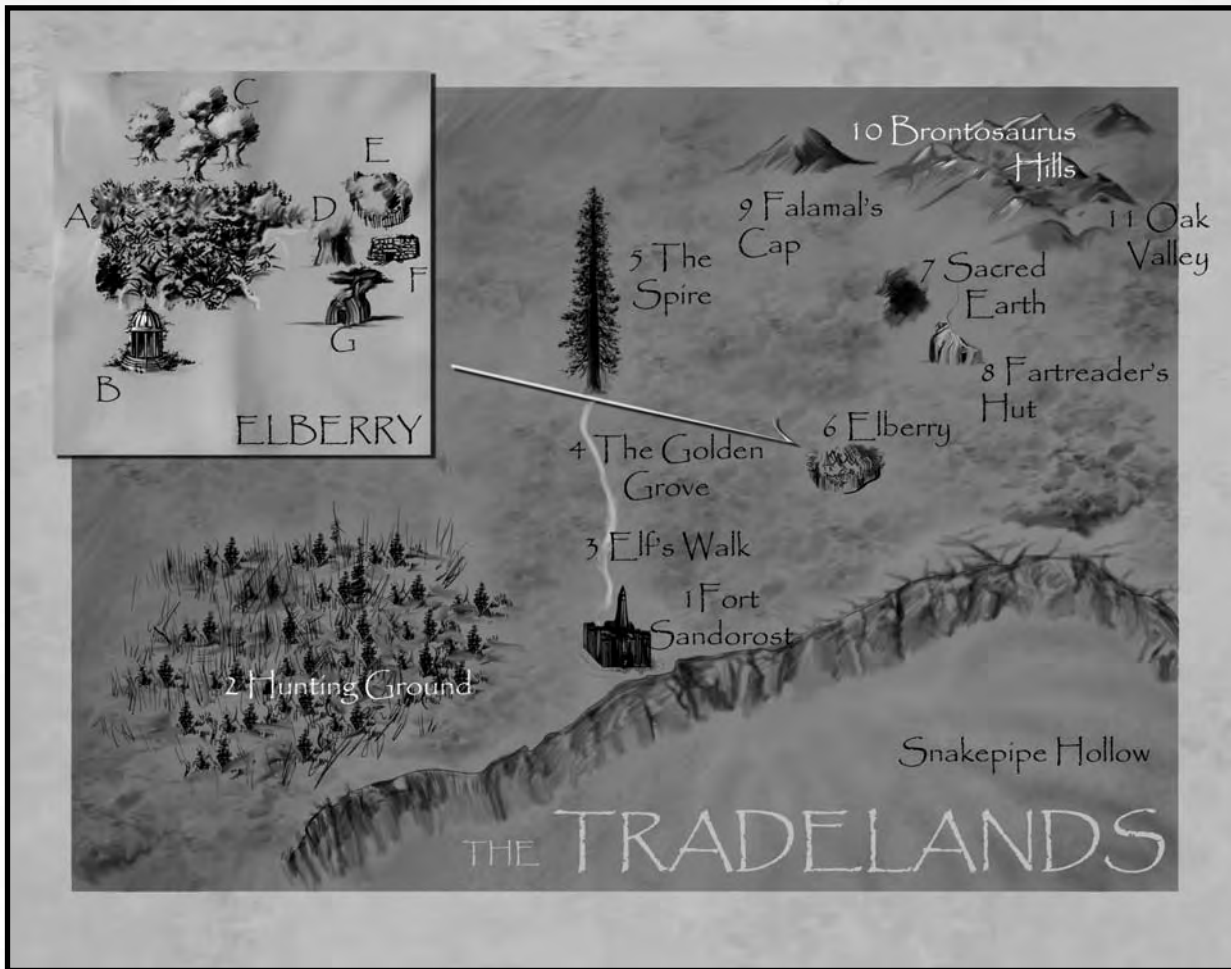 C
E
A
D
F
G
B
ELBERRY
10 Brontosaurus
Hills
9 Falamal's
Cap
11 Oak
Valley
5 The
Spire
7 Sacred
Earth
8 Fartreader's
Hut
6 Elberry
4 The Golden
Grove
3 Elf's Walk
1 Fort
Sandorost
2 Hunting Ground
Snakepipe Hollow
THE TRADELANDS